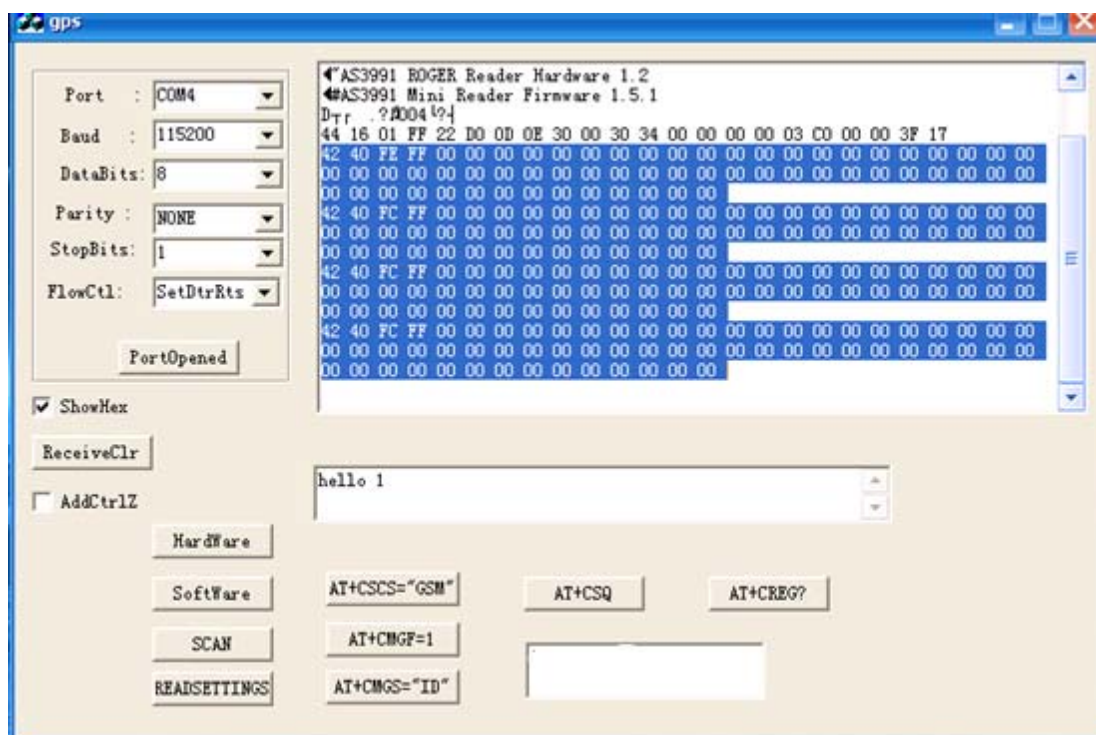 gps
Port : COM4
Baud : 115200
DataBits: 8
Parity : NONE
StopBits: 1
FlowCtl: SetDtrRts
PortOpened
ShowHex
ReceiveClr
AddCtrlZ
AS3991 ROGER Reader Hardware 1.2
#AS3991 Mini Reader Firmware 1.5.1
44 16 01 FF 22 D0 0D 0E 30 00 30 34 00 00 00 00 03 C0 00 00 3F 17
42 40 FE FF 00 00 00 00 00 00 00 00 00 00 00 00 00 00 00 00 00 00 00 00 00
00 00 00 00 00 00 00 00 00 00 00 00 00 00 00 00 00 00 00 00 00 00 00 00 00
00 00 00 00 00 00 00 00 00 00 00 00 00 00
42 40 FC FF 00 00 00 00 00 00 00 00 00 00 00 00 00 00 00 00 00 00 00 00 00
00 00 00 00 00 00 00 00 00 00 00 00 00 00 00 00 00 00 00 00 00 00 00 00 00
00 00 00 00 00 00 00 00 00 00 00 00 00 00
42 40 FC FF 00 00 00 00 00 00 00 00 00 00 00 00 00 00 00 00 00 00 00 00 00
00 00 00 00 00 00 00 00 00 00 00 00 00 00 00 00 00 00 00 00 00 00 00 00 00
00 00 00 00 00 00 00 00 00 00 00 00 00 00
42 40 FC FF 00 00 00 00 00 00 00 00 00 00 00 00 00 00 00 00 00 00 00 00 00
00 00 00 00 00 00 00 00 00 00 00 00 00 00 00 00 00 00 00 00 00 00 00 00 00
00 00 00 00 00 00 00 00 00 00 00 00 00 00
hello 1
HardWare
SoftWare
SCAN
READSETTINGS
AT+CSCS="GSM"
AT+CMGF=1
AT+CMGS="ID"
AT+CSQ
AT+CREG?